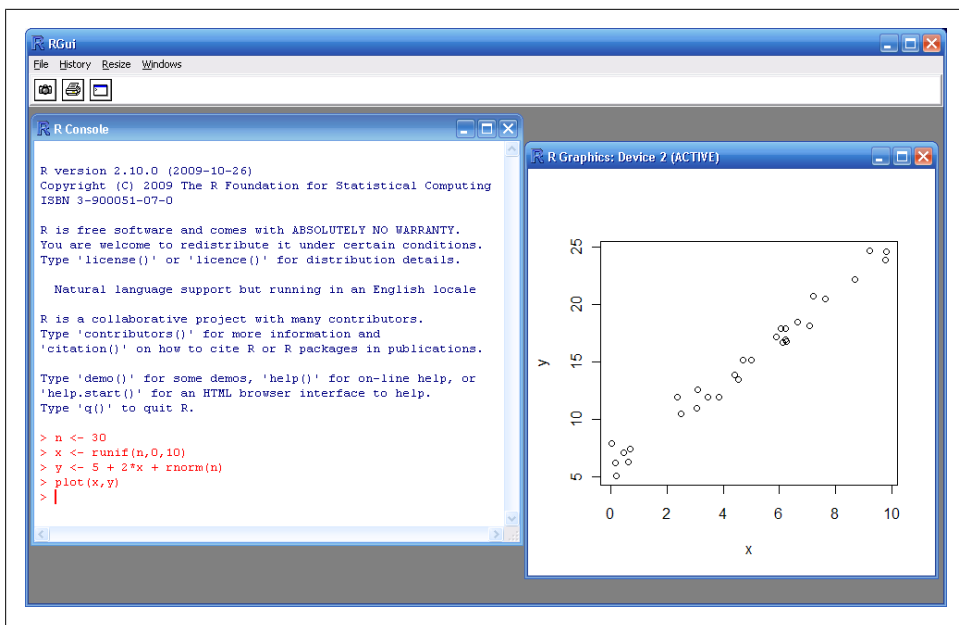 RGui
File History Resize Windows
R Console
R version 2.10.0 (2009-10-26)
Copyright (C) 2009 The R Foundation for Statistical Computing
ISBN 3-900051-07-0
R is free software and comes with ABSOLUTELY NO WARRANTY.
You are welcome to redistribute it under certain conditions.
Type 'license()' or 'licence()' for distribution details.
Natural language support but running in an English locale
R is a collaborative project with many contributors.
Type 'contributors()' for more information and
'citation()' on how to cite R or R packages in publications.
Type 'demo()' for some demos, 'help()' for on-line help, or
'help.start()' for an HTML browser interface to help.
Type 'q()' to quit R.
> n <- 30
> x <- runif(n,0,10)
> y <- 5 + 2*x + rnorm(n)
> plot(x,y)
>
R Graphics: Device 2 (ACTIVE)
25
20
15
10
5
y
0 2 4 6 8 10
x